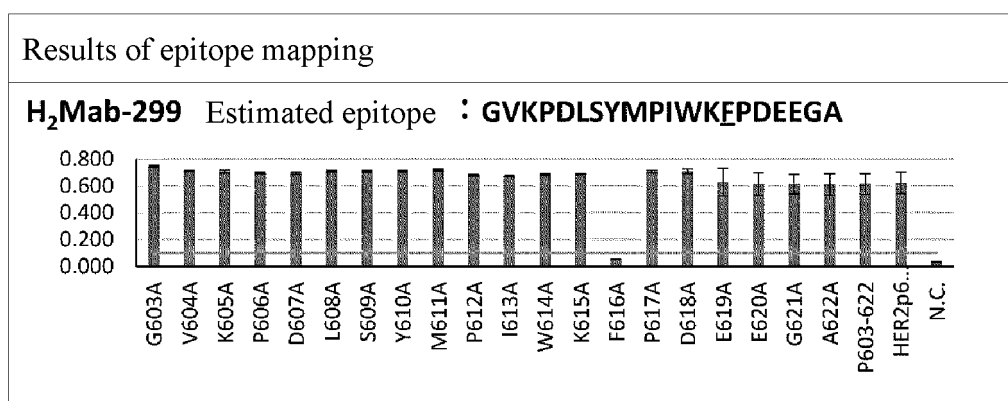 Results of epitope mapping
H₂Mab-299 Estimated epitope : GVKPDLSYMPIWKFPDEEGA
0.800
0.600
0.400
0.200
0.000
G603A
V604A
K605A
P606A
D607A
L608A
S609A
Y610A
M611A
P612A
I613A
W614A
K615A
F616A
P617A
D618A
E619A
E620A
G621A
A622A
P603-622
HER2p6..
N.C.